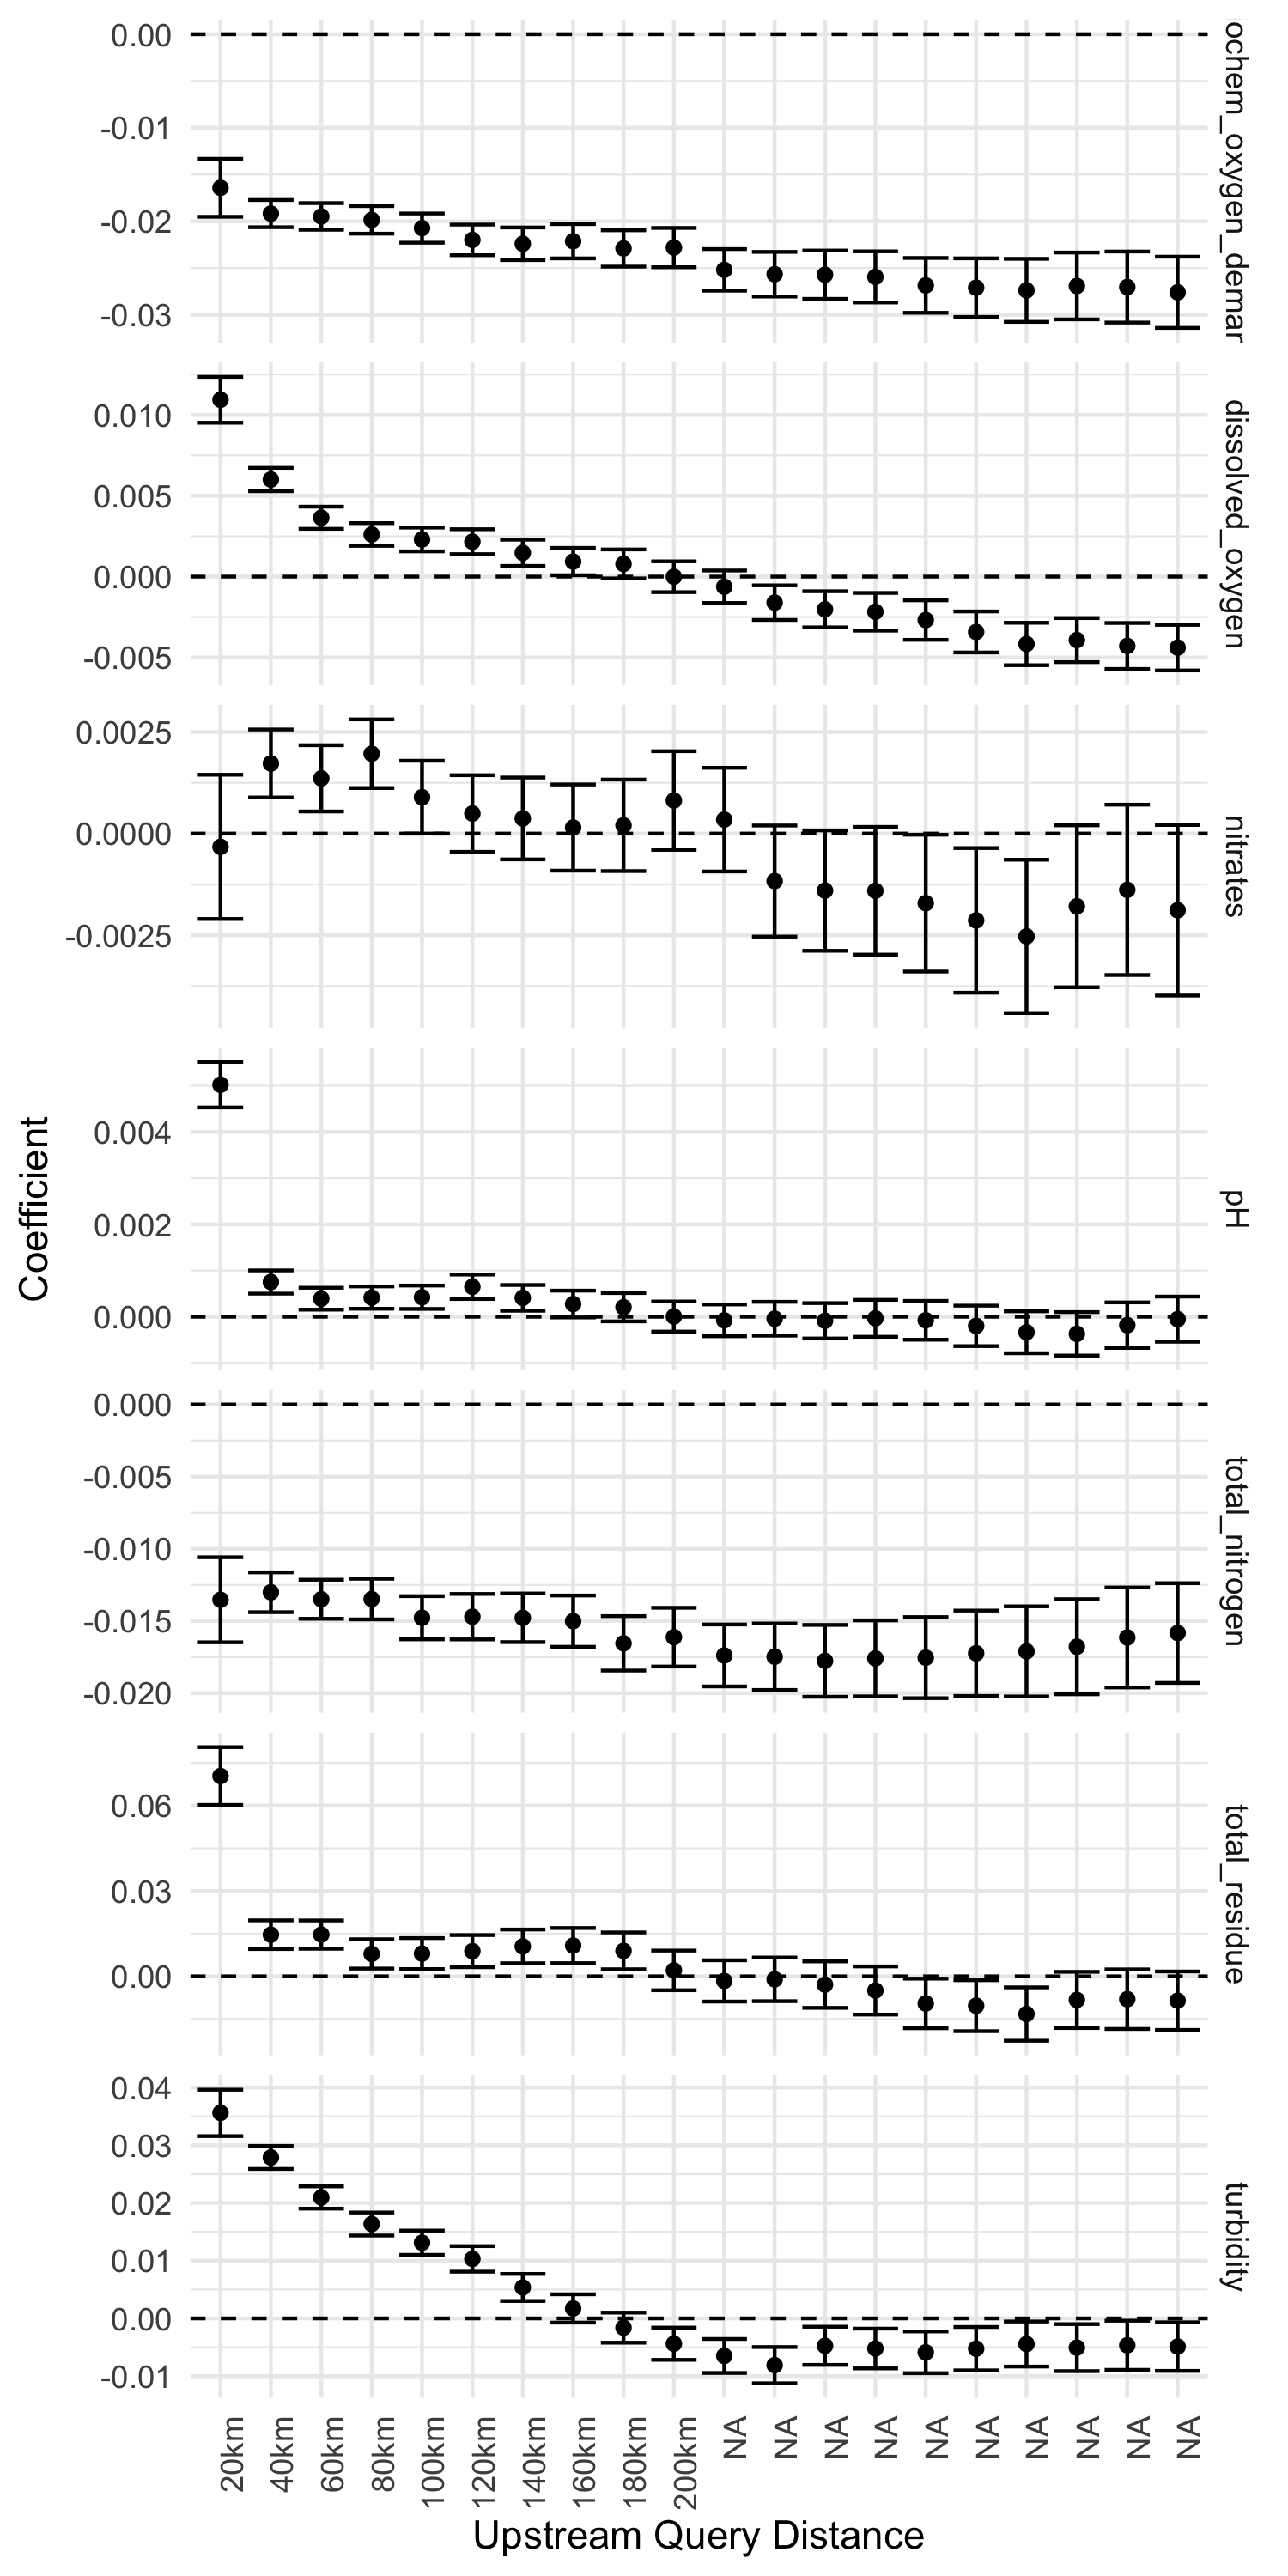 Coefficient
0.00
-0.01
-0.02
-0.03
ochem_oxygen_demar
0.010
0.005
0.000
-0.005
dissolved_oxygen
0.0025
0.0000
-0.0025
nitrates
0.004
0.002
0.000
pH
0.000
-0.005
-0.010
-0.015
-0.020
total_nitrogen
0.06
0.03
0.00
total_residue
0.04
0.03
0.02
0.01
0.00
-0.01
turbidity
20km
40km
60km
80km
100km
120km
140km
160km
180km
200km
NA
NA
NA
NA
NA
NA
NA
NA
NA
NA
Upstream Query Distance